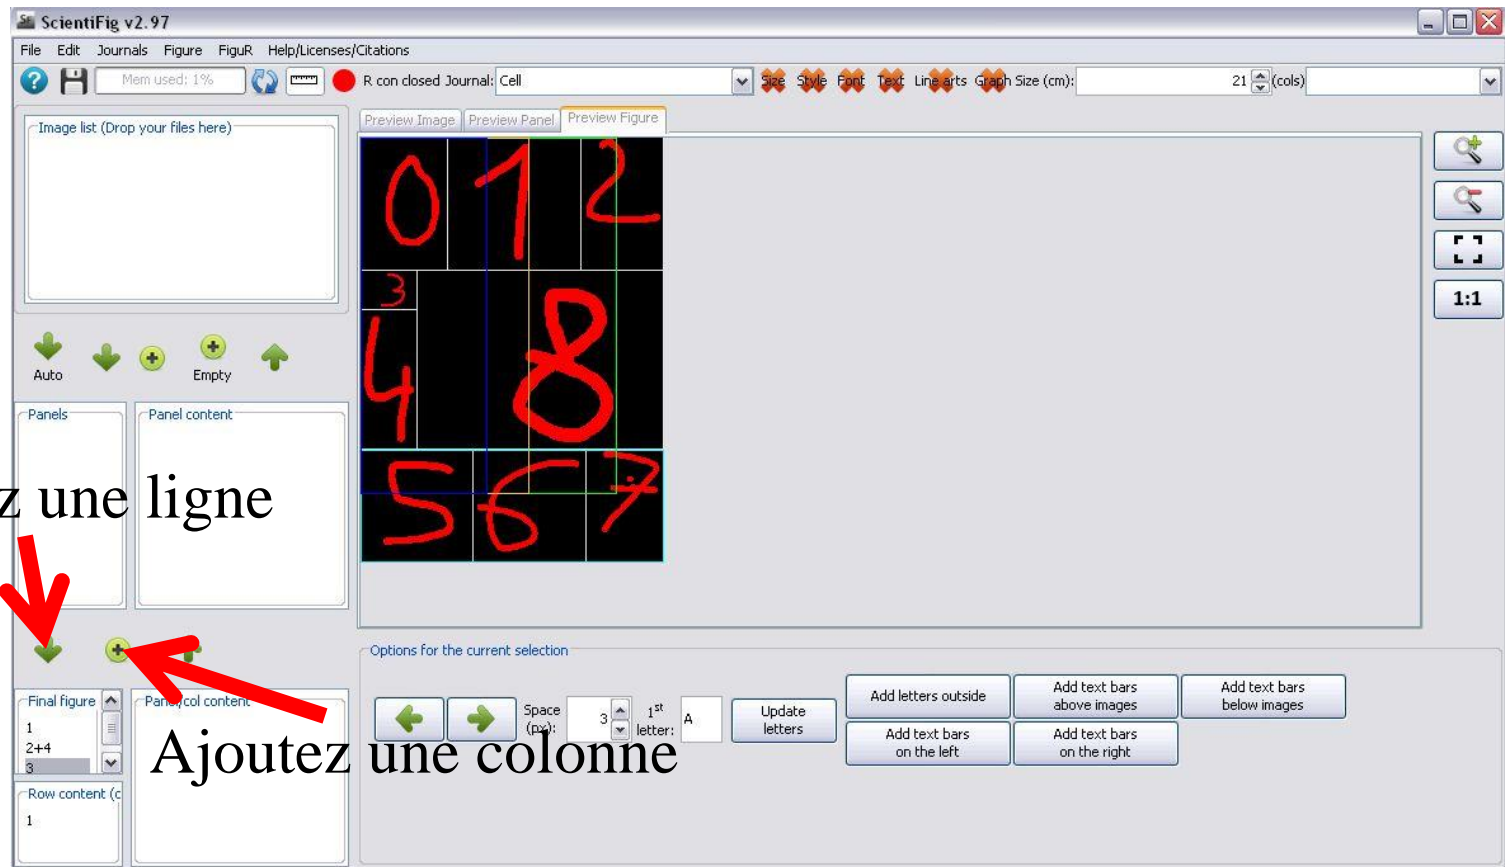 SF ScientiFig v2.97
File Edit Journals Figure FiguR Help/Licenses/Citations
? Mem used: 1% R con closed Journal: Cell Size Style Font Text Line arts Graph Size (cm): 21 (cols)
Image list (Drop your files here)
Preview Image Preview Panel Preview Figure
0 1 2
3
4 8
5 6 7
1:1
Auto Empty
Panels Panel content
z une ligne
Options for the current selection
Final figure
1
2+4
3
Panel/col content
Space (px): 3 1st letter: A
Update letters
Add letters outside
Add text bars above images
Add text bars below images
Add text bars on the left
Add text bars on the right
Ajoutez une colonne
Row content (c
1